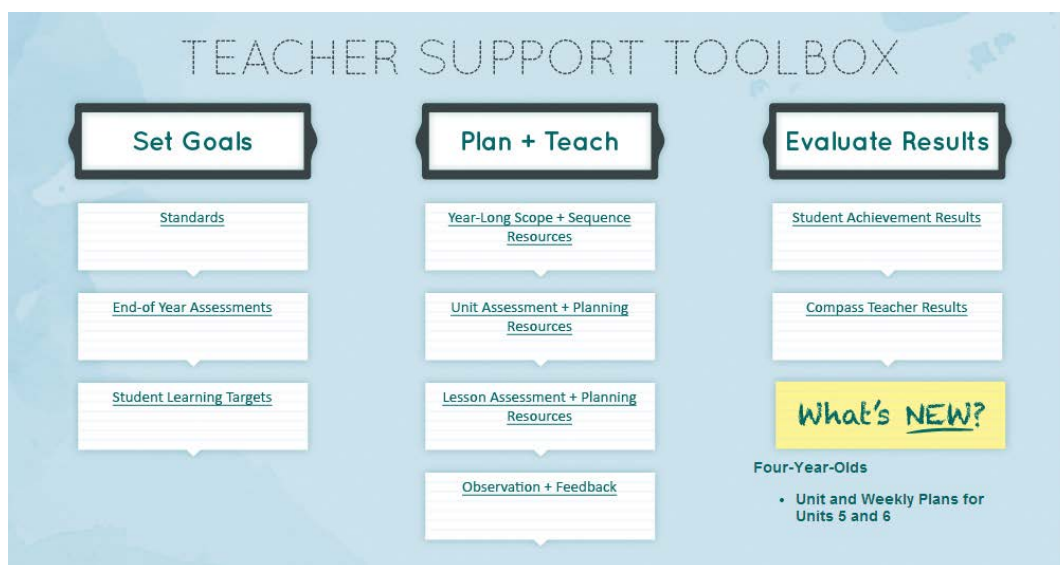 TEACHER SUPPORT TOOLBOX
Set Goals
Standards
End-of Year Assessments
Student Learning Targets
Plan + Teach
Year-Long Scope + Sequence
Resources
Unit Assessment + Planning
Resources
Lesson Assessment + Planning
Resources
Observation + Feedback
Evaluate Results
Student Achievement Results
Compass Teacher Results
What's NEW?
Four-Year-Olds
• Unit and Weekly Plans for
Units 5 and 6